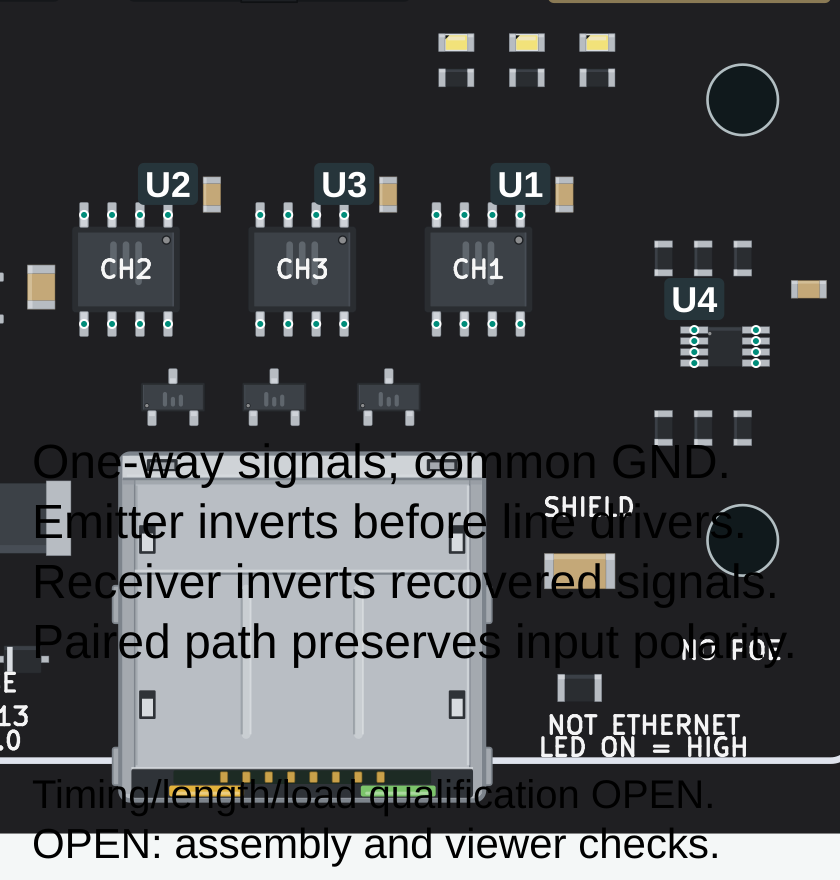 U2 U3 U1
CH2 CH3 CH1
U4
One-way signals; common GND.
SHIELD
Emitter inverts before line drivers.
Receiver inverts recovered signals.
Paired path preserves input polarity.
NO POE
E
13
.0
NOT ETHERNET
LED ON = HIGH
Timing/length/load qualification OPEN.
OPEN: assembly and viewer checks.